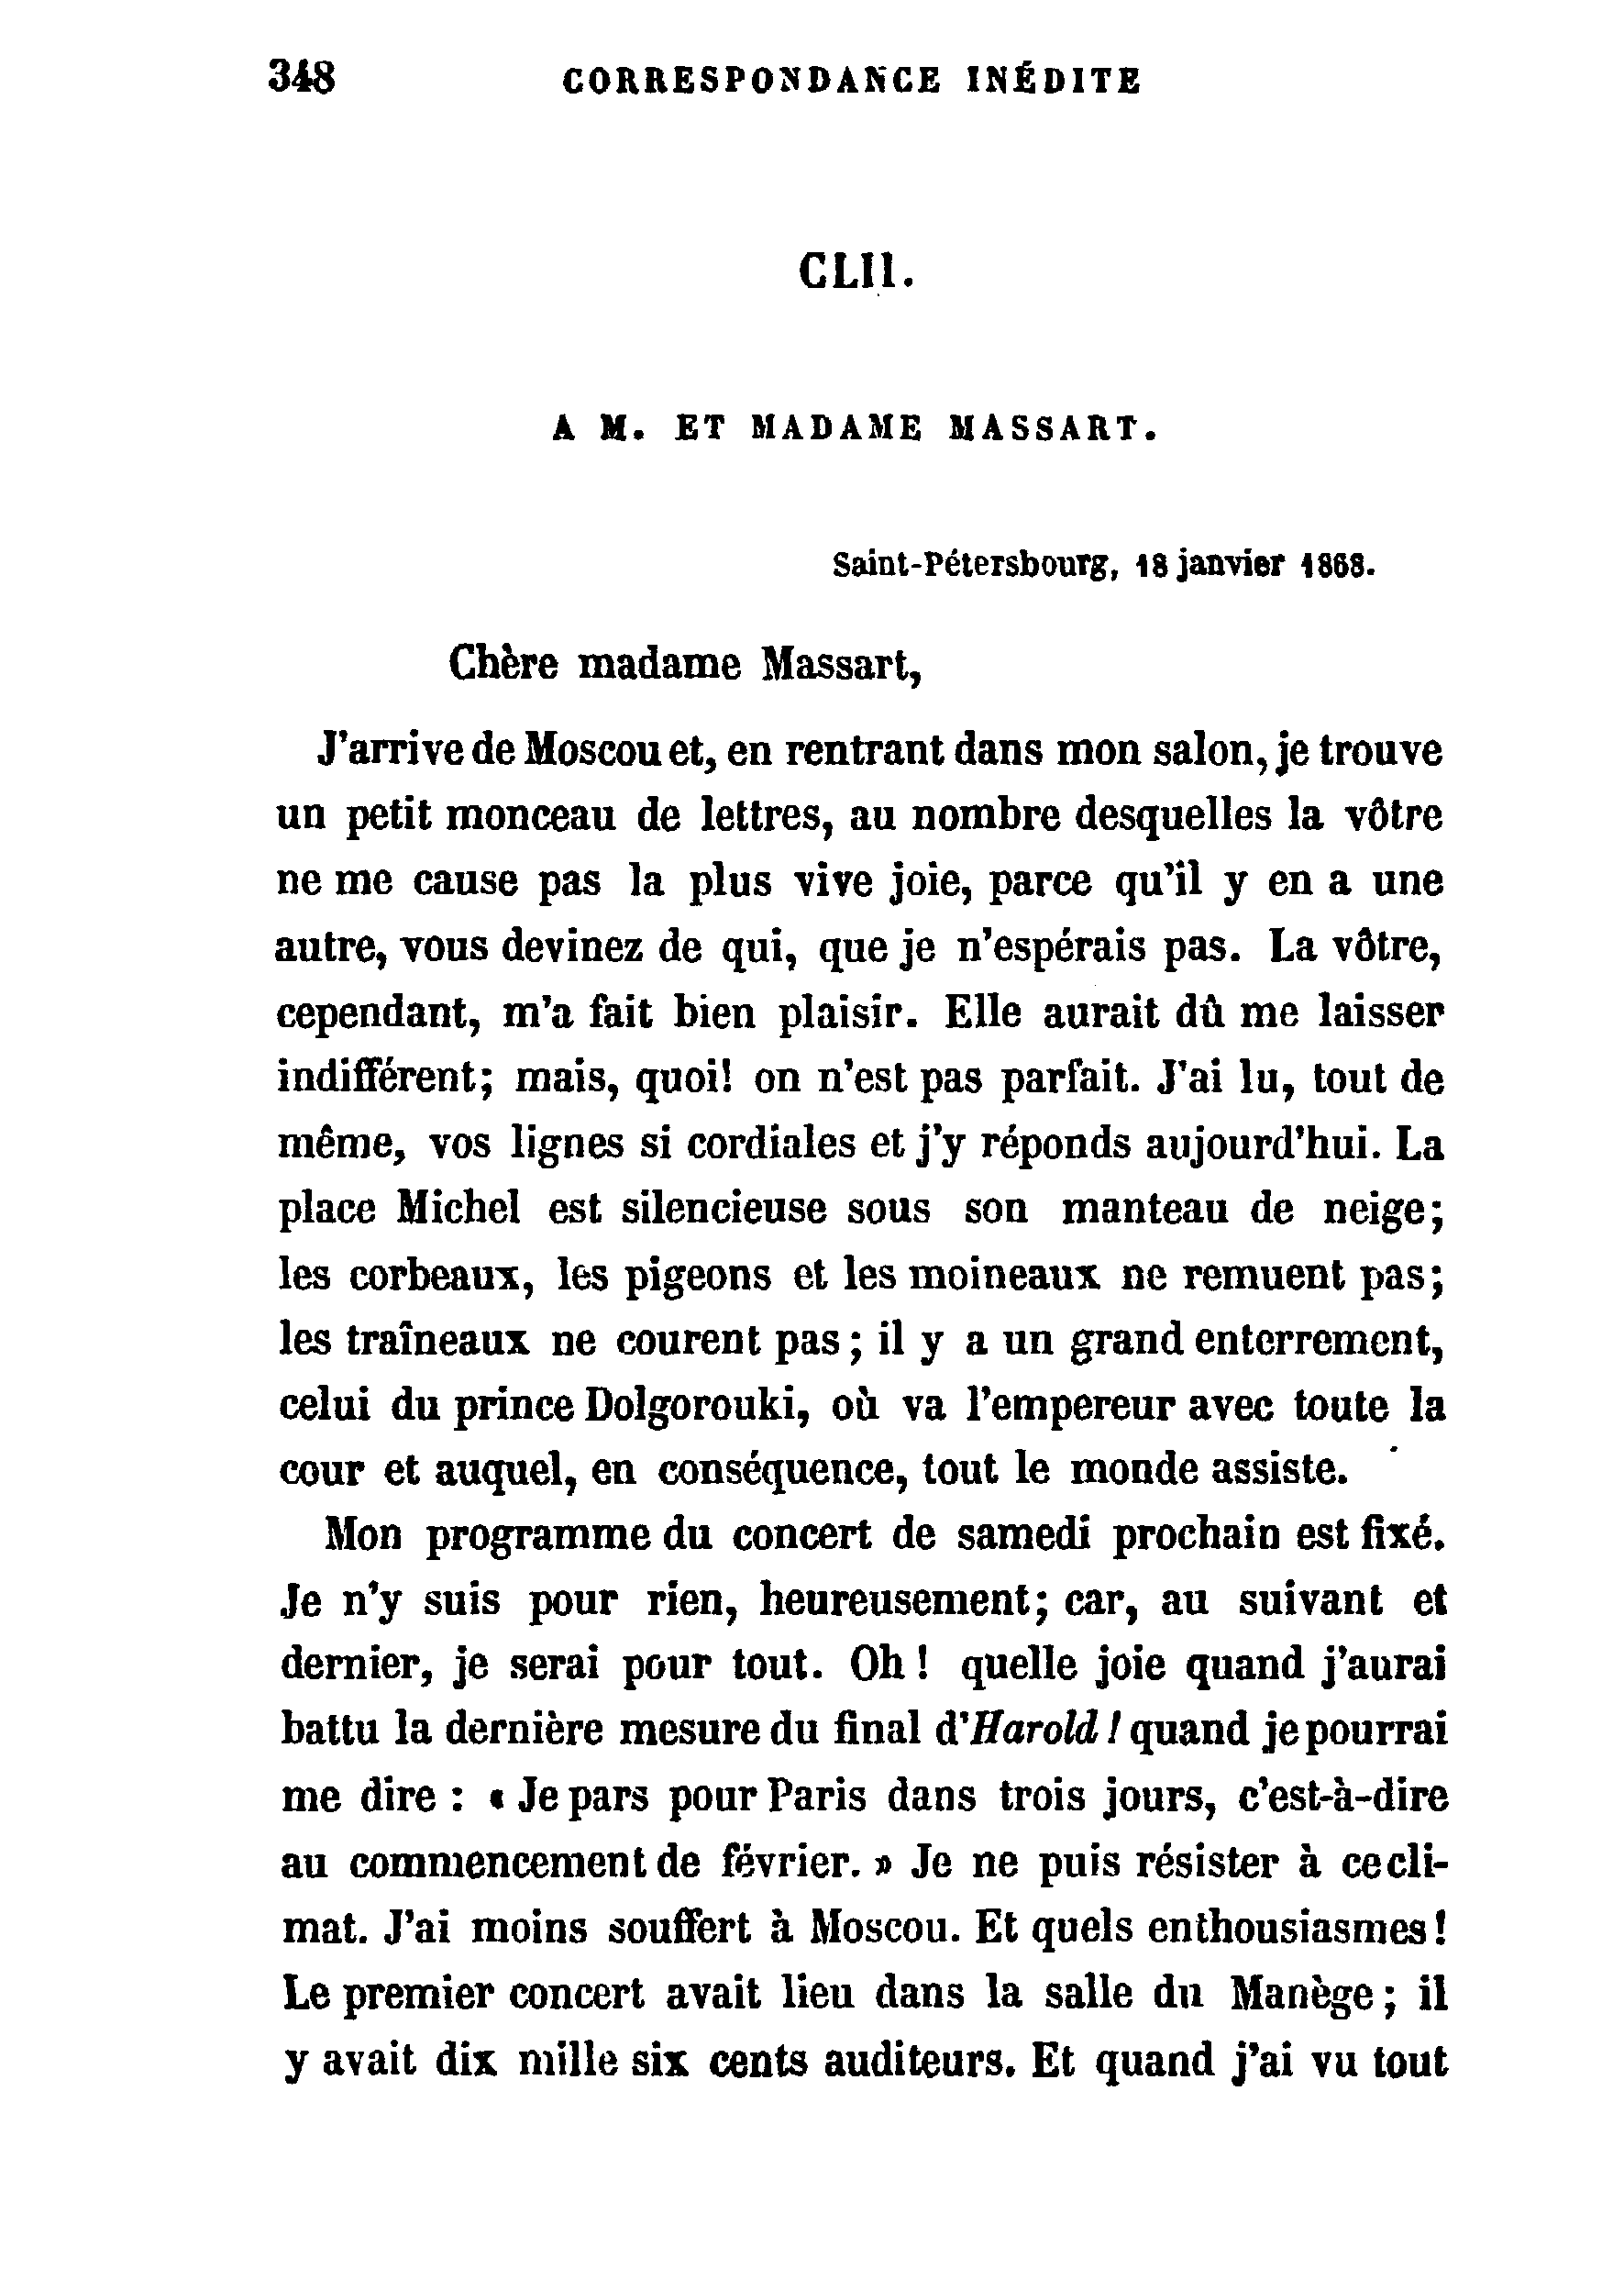 348 CORRESPONDANCE INÉDITE
CLII.
A M. ET MADAME MASSART.
Saint-Pétersbourg, 18 janvier 1868.
Chère madame Massart,
J'arrive de Moscou et, en rentrant dans mon salon, je trouve
un petit monceau de lettres, au nombre desquelles la vôtre
ne me cause pas la plus vive joie, parce qu'il y en a une
autre, vous devinez de qui, que je n'espérais pas. La vôtre,
cependant, m'a fait bien plaisir. Elle aurait dû me laisser
indifférent; mais, quoi! on n'est pas parfait. J'ai lu, tout de
même, vos lignes si cordiales et j'y réponds aujourd'hui. La
place Michel est silencieuse sous son manteau de neige;
les corbeaux, les pigeons et les moineaux ne remuent pas;
les traîneaux ne courent pas; il y a un grand enterrement,
celui du prince Dolgorouki, où va l'empereur avec toute la
cour et auquel, en conséquence, tout le monde assiste.
Mon programme du concert de samedi prochain est fixé.
Je n'y suis pour rien, heureusement; car, au suivant et
dernier, je serai pour tout. Oh! quelle joie quand j'aurai
battu la dernière mesure du final d'Harold! quand je pourrai
me dire : « Je pars pour Paris dans trois jours, c'est-à-dire
au commencement de février. » Je ne puis résister à ce cli-
mat. J'ai moins souffert à Moscou. Et quels enthousiasmes!
Le premier concert avait lieu dans la salle du Manège; il
y avait dix mille six cents auditeurs. Et quand j'ai vu tout